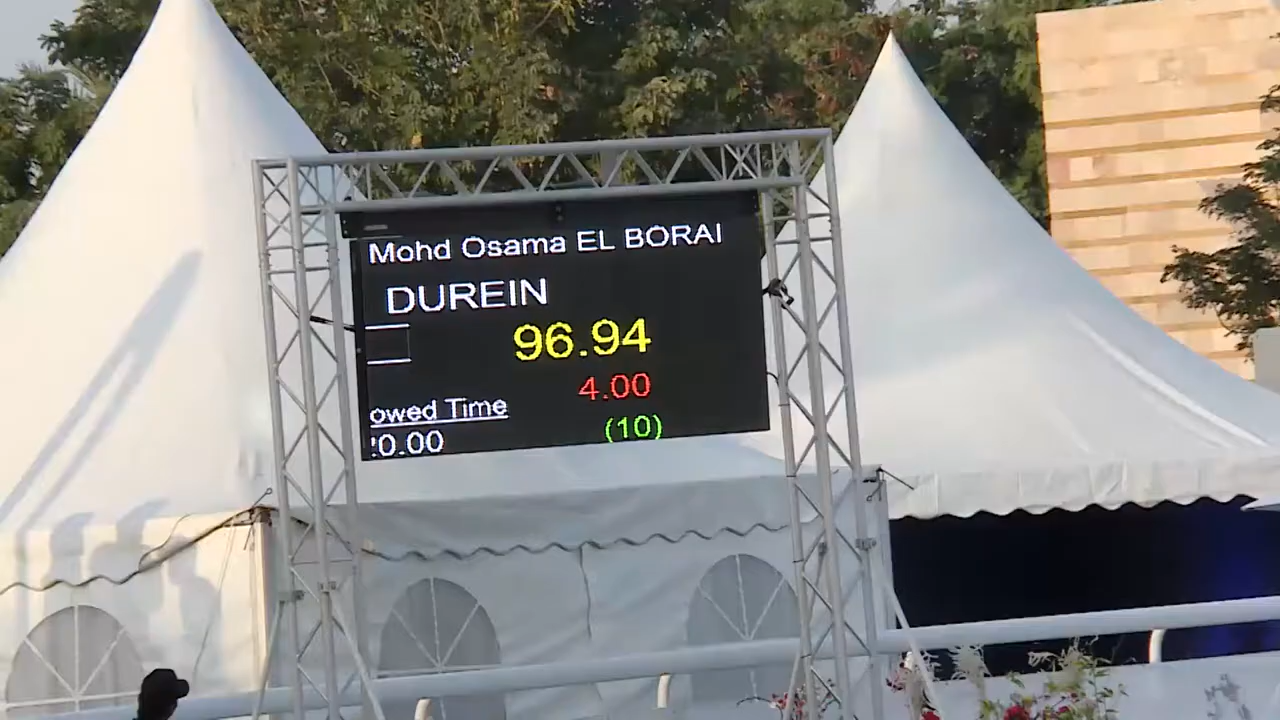 Mohd Osama EL BORAI
DUREIN
96.94
4.00
owed Time
(10)
0.00